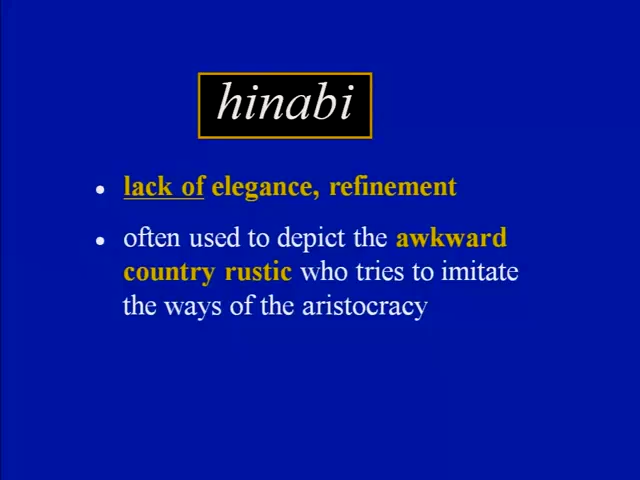 hinabi
• lack of elegance, refinement
• often used to depict the awkward
country rustic who tries to imitate
the ways of the aristocracy